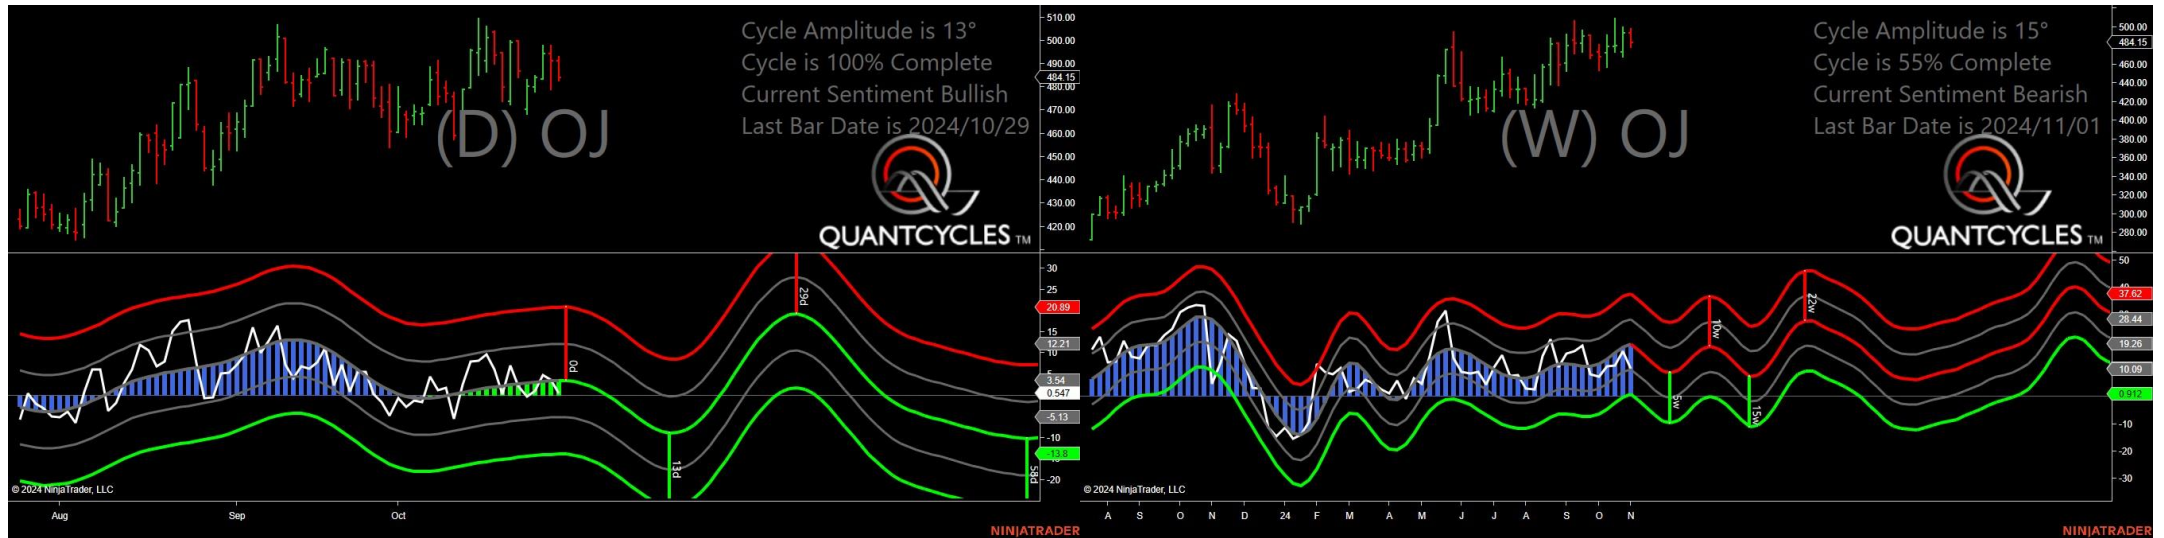 Cycle Amplitude is 13°
Cycle is 100% Complete
Current Sentiment Bullish
Last Bar Date is 2024/10/29
(D) OJ
QUANTCYCLES TM
510.00
500.00
490.00
484.15
480.00
470.00
460.00
450.00
440.00
430.00
420.00
30
25
20.89
15
12.21
10
3.54
0.547
-5.13
-10
-13.8
-20
0d
13d
29d
58d
© 2024 NinjaTrader, LLC
Aug
Sep
Oct
NINJATRADER
Cycle Amplitude is 15°
Cycle is 55% Complete
Current Sentiment Bearish
Last Bar Date is 2024/11/01
(W) OJ
QUANTCYCLES TM
500.00
484.15
460.00
440.00
420.00
400.00
380.00
360.00
340.00
320.00
300.00
280.00
50
37.62
28.44
19.26
10.09
0.912
-10
-20
-30
5w
10w
15w
22w
© 2024 NinjaTrader, LLC
A S O N D 24 F M A M J J A S O N
NINJATRADER